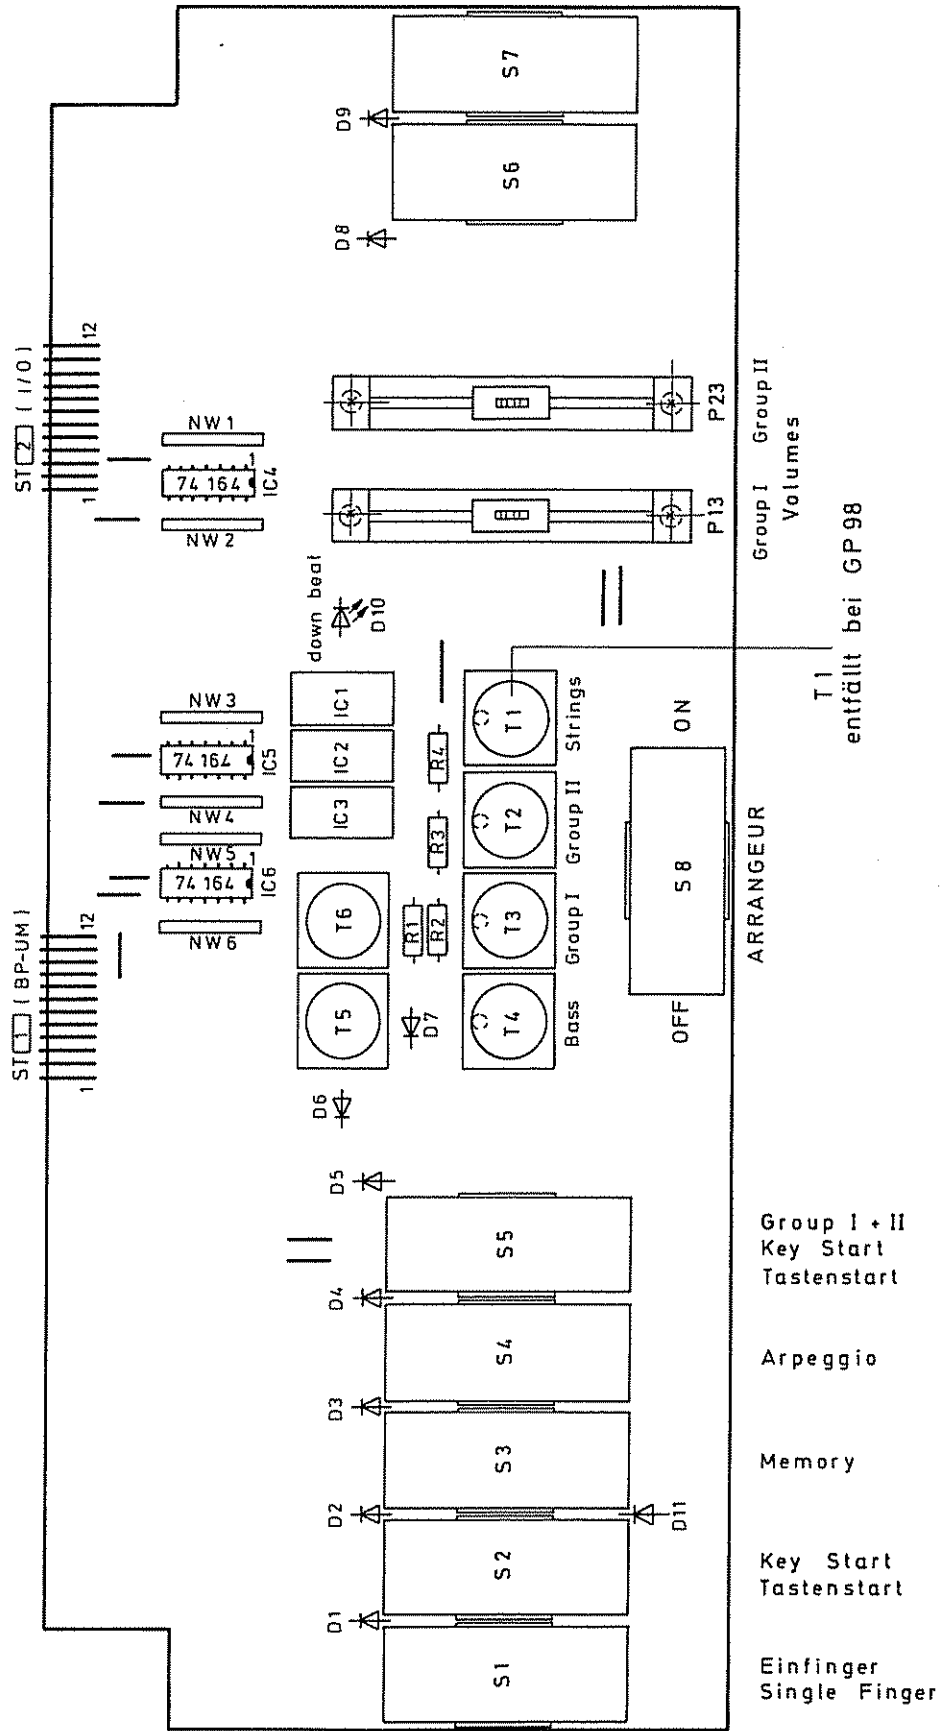 S7
D9
S6
D8
ST 2 ( I/O )
12
1
NW1
1
74 164
IC4
NW2
P23
P13
Group I Group II
Volumes
down beat
D10
T1
entfällt bei GP98
NW3
1
74 164
IC5
NW4
NW5
1
74 164
IC6
NW6
IC1
IC2
IC3
R4
R3
R1
R2
T1
Strings
T2
Group II
T3
Group I
T4
Bass
T6
T5
D7
D6
ST 1 ( BP-UM )
12
1
ON
S8
OFF
ARRANGEUR
D5
S5
Group I + II
Key Start
Tastenstart
D4
S4
Arpeggio
D3
S3
Memory
D2
D11
S2
Key Start
Tastenstart
D1
S1
Einfinger
Single Finger